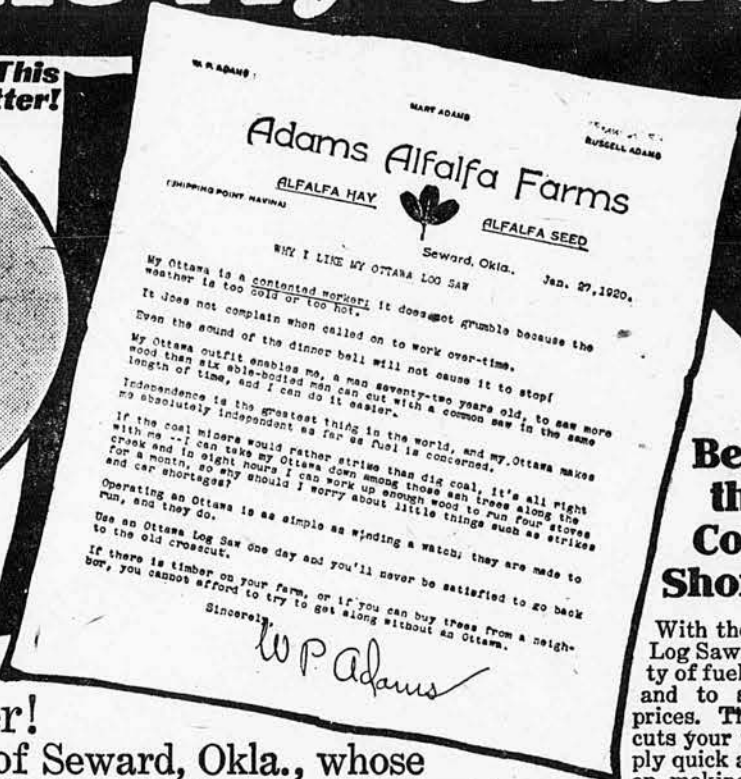 This
tter!
W. P. ADAMS
MART ADAMS
RUSSELL ADAMS
Adams Alfalfa Farms
ALFALFA HAY
ALFALFA SEED
(SHIPPING POINT NAVINA)
Seward, Okla., Jan. 27,1920.
WHY I LIKE MY OTTAWA LOG SAW
My Ottawa is a contented worker; it does not grumble because the
weather is too cold or too hot.
It does not complain when called on to work over-time.
Even the sound of the dinner bell will not cause it to stop!
My Ottawa outfit enables me, a man seventy-two years old, to saw more
wood than six able-bodied men can cut with a common saw in the same
length of time, and I can do it easier.
Independence is the greatest thing in the world, and my Ottawa makes
me absolutely independent as far as fuel is concerned.
If the coal miners would rather strike than dig coal, it's all right
with me --I can take my Ottawa down among those ash trees along the
creek and in eight hours I can work up enough wood to run four stoves
for a month, so why should I worry about little things such as strikes
and car shortages?
Operating an Ottawa is as simple as winding a watch; they are made to
run, and they do.
Use an Ottawa Log Saw one day and you'll never be satisfied to go back
to the old crosscut.
If there is timber on your farm, or if you can buy trees from a neigh-
bor, you cannot afford to try to get along without an Ottawa.
Sincerely,
W P Adams
Be
th
Co
Sho
With the
Log Saw
ty of fuel
and to s
prices. Th
cuts your
ply quick a
r!
of Seward, Okla., whose